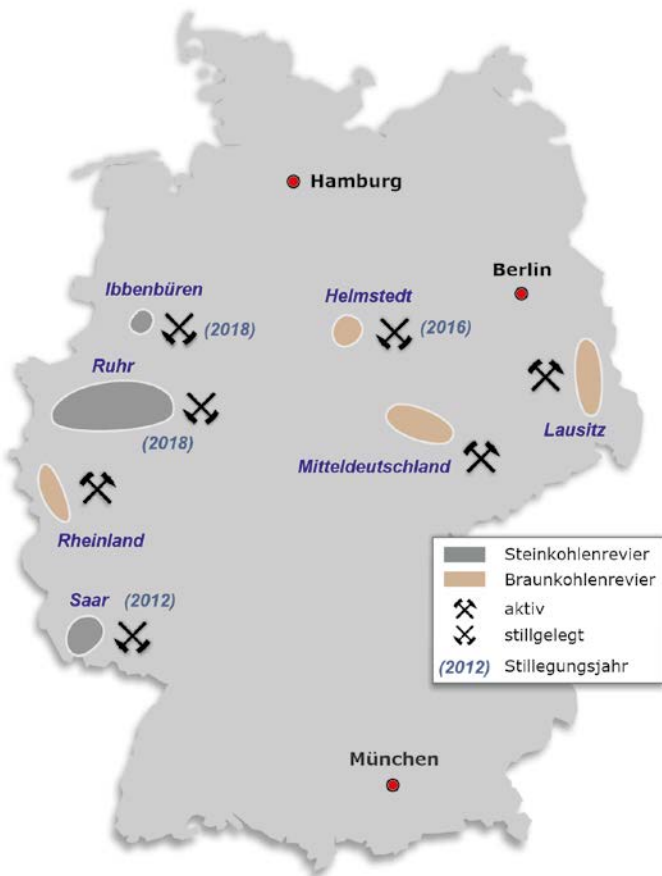 Hamburg
Berlin
Ibbenbüren
(2018)
Helmstedt
(2016)
Ruhr
(2018)
Lausitz
Mitteldeutschland
Rheinland
Saar (2012)
Steinkohlenrevier
Braunkohlenrevier
aktiv
stillgelegt
(2012) Stillegungsjahr
München